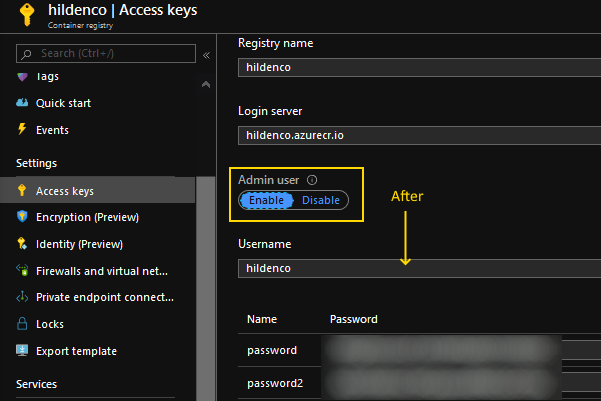 hildenco | Access keys
Container registry
Search (Ctrl+/)
«
Tags
Quick start
Events
Settings
Access keys
Encryption (Preview)
Identity (Preview)
Firewalls and virtual net...
Private endpoint connect...
Locks
Export template
Services
Registry name
hildenco
Login server
hildenco.azurecr.io
Admin user
Enable Disable
After
Username
hildenco
Name Password
password
password2